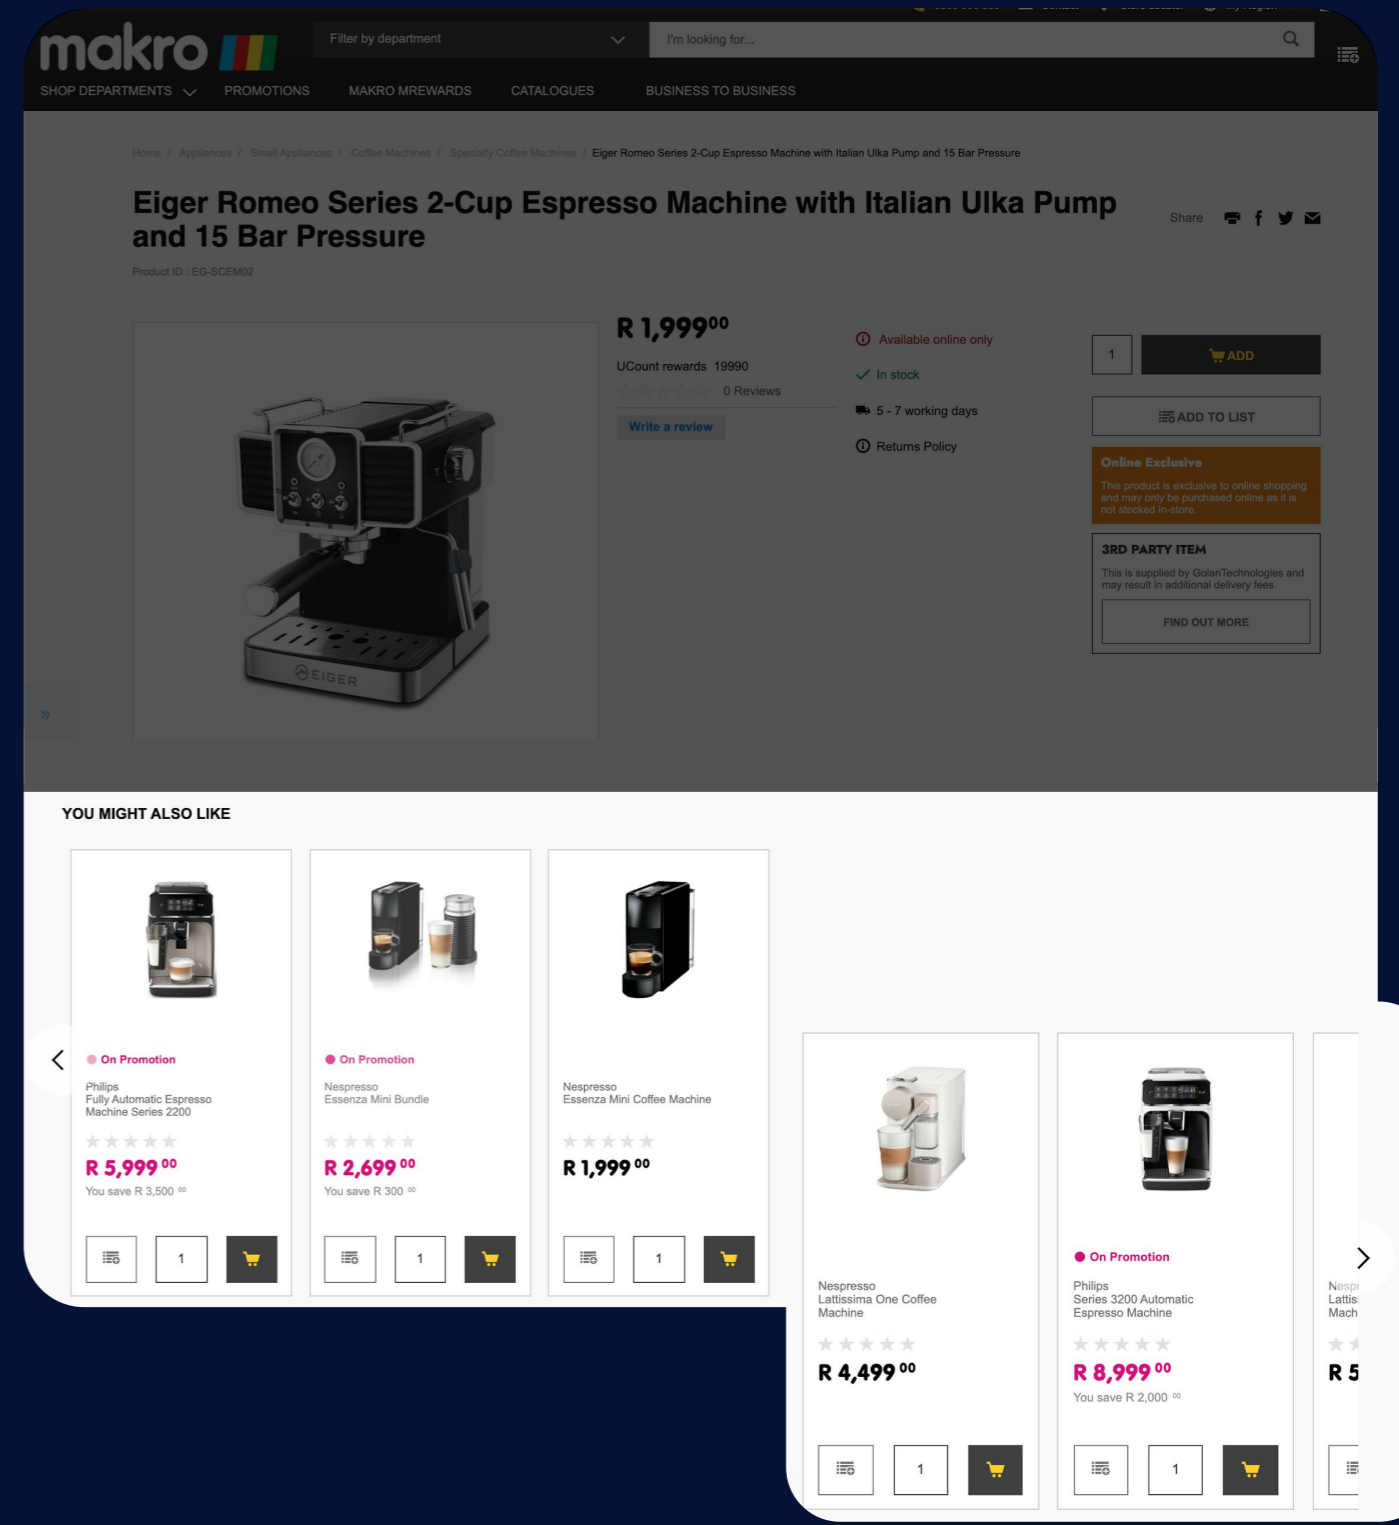 makro
Filter by department
I'm looking for...
SHOP DEPARTMENTS
PROMOTIONS
MAKRO MREWARDS
CATALOGUES
BUSINESS TO BUSINESS
Home / Appliances / Small Appliances / Coffee Machines / Specialty Coffee Machines / Eiger Romeo Series 2-Cup Espresso Machine with Italian Ulka Pump and 15 Bar Pressure
Eiger Romeo Series 2-Cup Espresso Machine with Italian Ulka Pump
and 15 Bar Pressure
Share
Product ID : EG-SCEM02
EIGER
R 1,999 00
UCount rewards 19990
0 Reviews
Write a review
Available online only
In stock
5 - 7 working days
Returns Policy
1
ADD
ADD TO LIST
Online Exclusive
This product is exclusive to online shopping
and may only be purchased online as it is
not stocked in-store.
3RD PARTY ITEM
This is supplied by GolanTechnologies and
may result in additional delivery fees.
FIND OUT MORE
»
YOU MIGHT ALSO LIKE
On Promotion
Philips
Fully Automatic Espresso
Machine Series 2200
R 5,999 00
You save R 3,500 00
1
On Promotion
Nespresso
Essenza Mini Bundle
R 2,699 00
You save R 300 00
1
Nespresso
Essenza Mini Coffee Machine
R 1,999 00
1
Nespresso
Lattissima One Coffee
Machine
R 4,499 00
1
On Promotion
Philips
Series 3200 Automatic
Espresso Machine
R 8,999 00
You save R 2,000 00
1
Nesp
Lattis
Mach
R 5